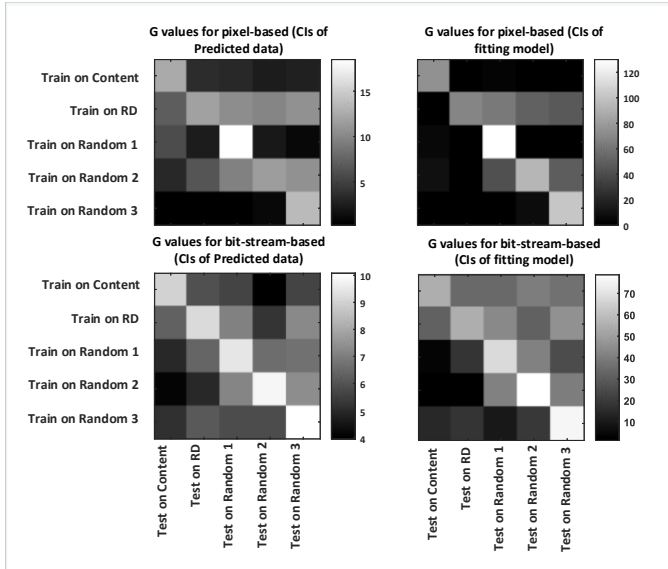 G values for pixel-based (CIs of
Predicted data)
G values for pixel-based (CIs of
fitting model)
Train on Content
Train on RD
Train on Random 1
Train on Random 2
Train on Random 3
15
10
5
120
100
80
60
40
20
0
G values for bit-stream-based
(CIs of Predicted data)
G values for bit-stream-based
(CIs of fitting model)
Train on Content
Train on RD
Train on Random 1
Train on Random 2
Train on Random 3
10
9
8
7
6
5
4
70
60
50
40
30
20
10
Test on Content
Test on RD
Test on Random 1
Test on Random 2
Test on Random 3
Test on Content
Test on RD
Test on Random 1
Test on Random 2
Test on Random 3